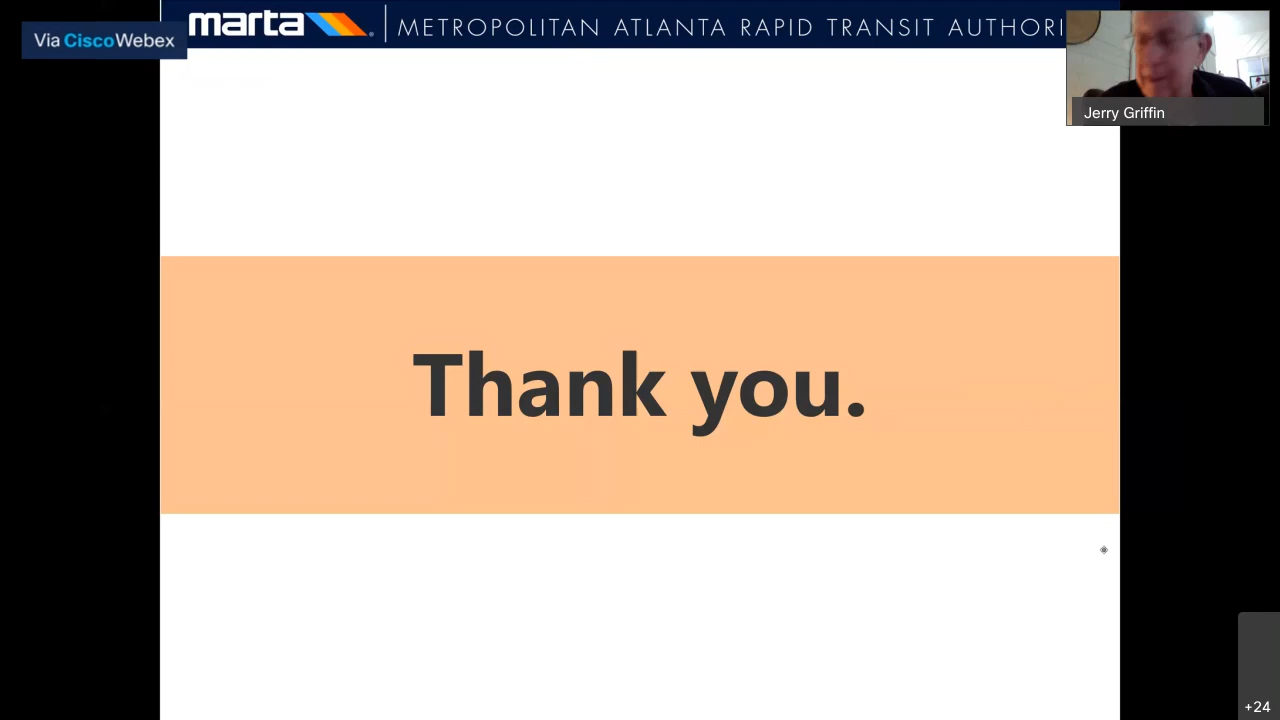 marta METROPOLITAN ATLANTA RAPID TRANSIT AUTHORI
Via CiscoWebex
Jerry Griffin
Thank you.
+24